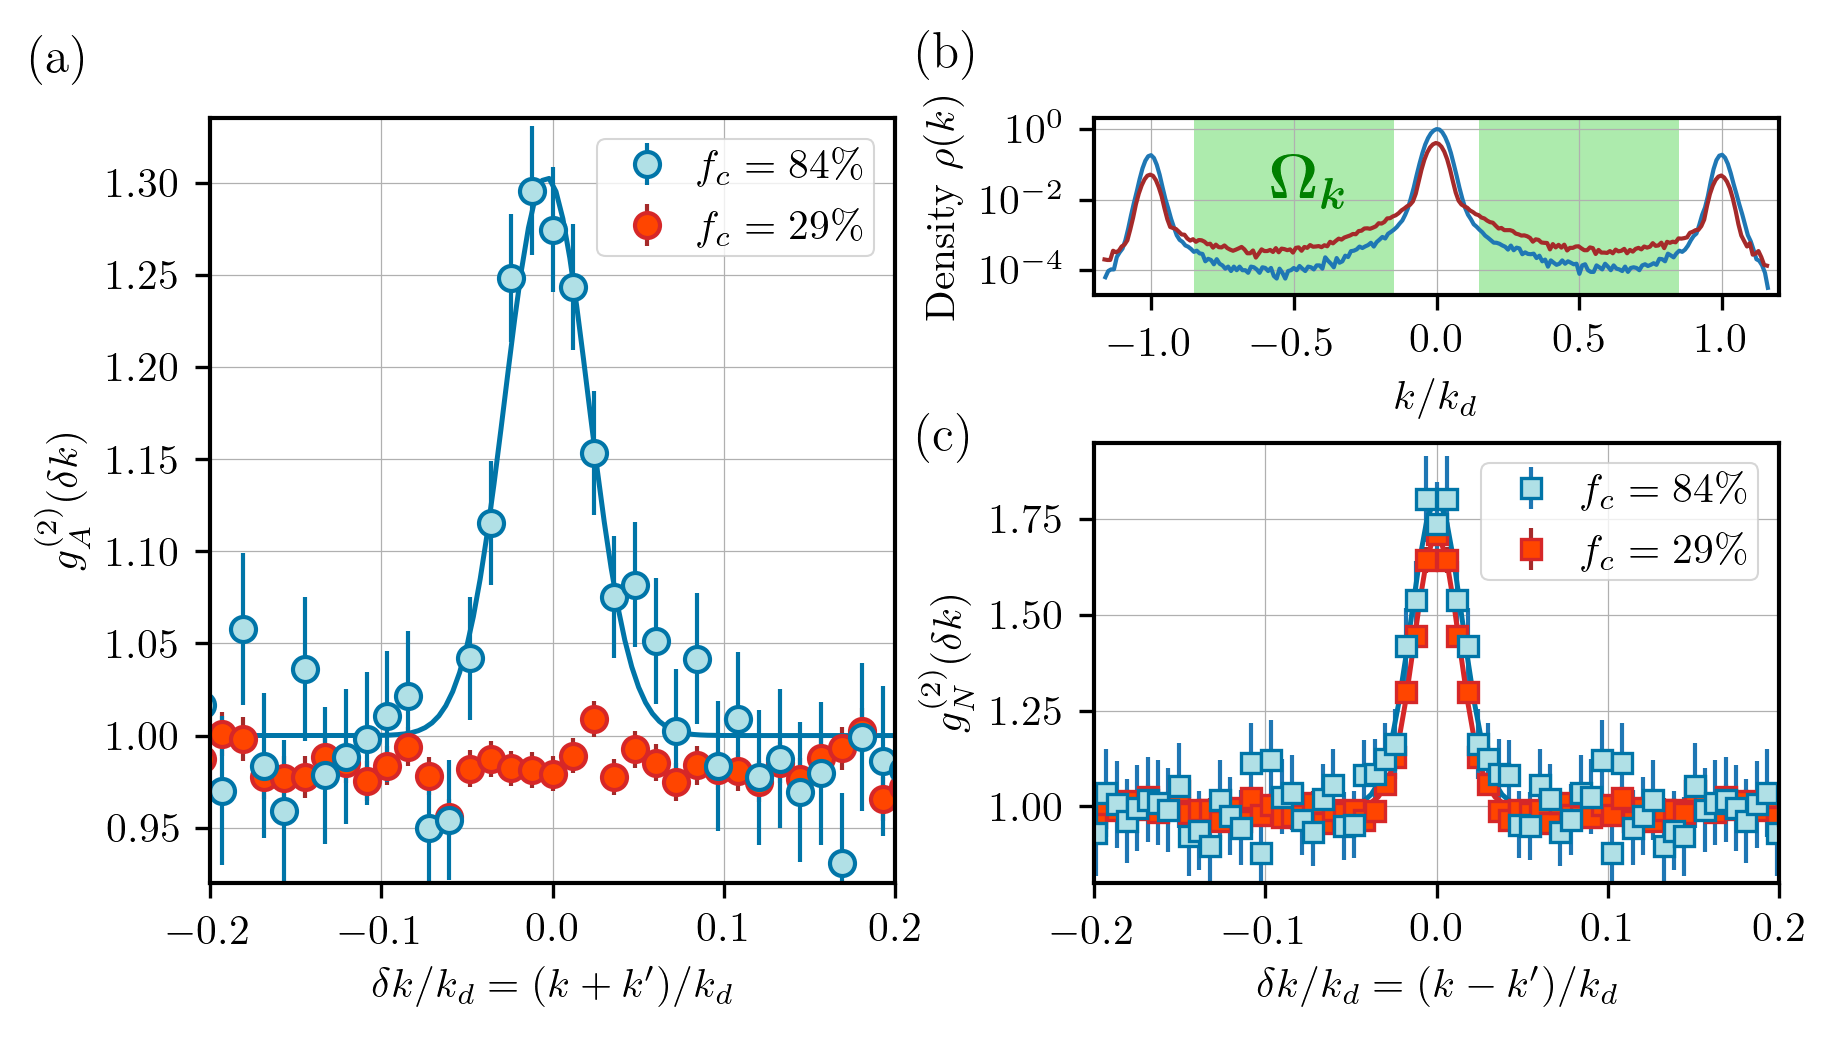 (a)
g_A^{(2)}(δk)
1.30
1.25
1.20
1.15
1.10
1.05
1.00
0.95
f_c = 84%
f_c = 29%
−0.2
−0.1
0.0
0.1
0.2
δk/k_d = (k + k′)/k_d
(b)
Density ρ(k)
10^0
10^{−2}
10^{−4}
Ω_k
−1.0
−0.5
0.0
0.5
1.0
k/k_d
(c)
g_N^{(2)}(δk)
1.75
1.50
1.25
1.00
f_c = 84%
f_c = 29%
−0.2
−0.1
0.0
0.1
0.2
δk/k_d = (k − k′)/k_d